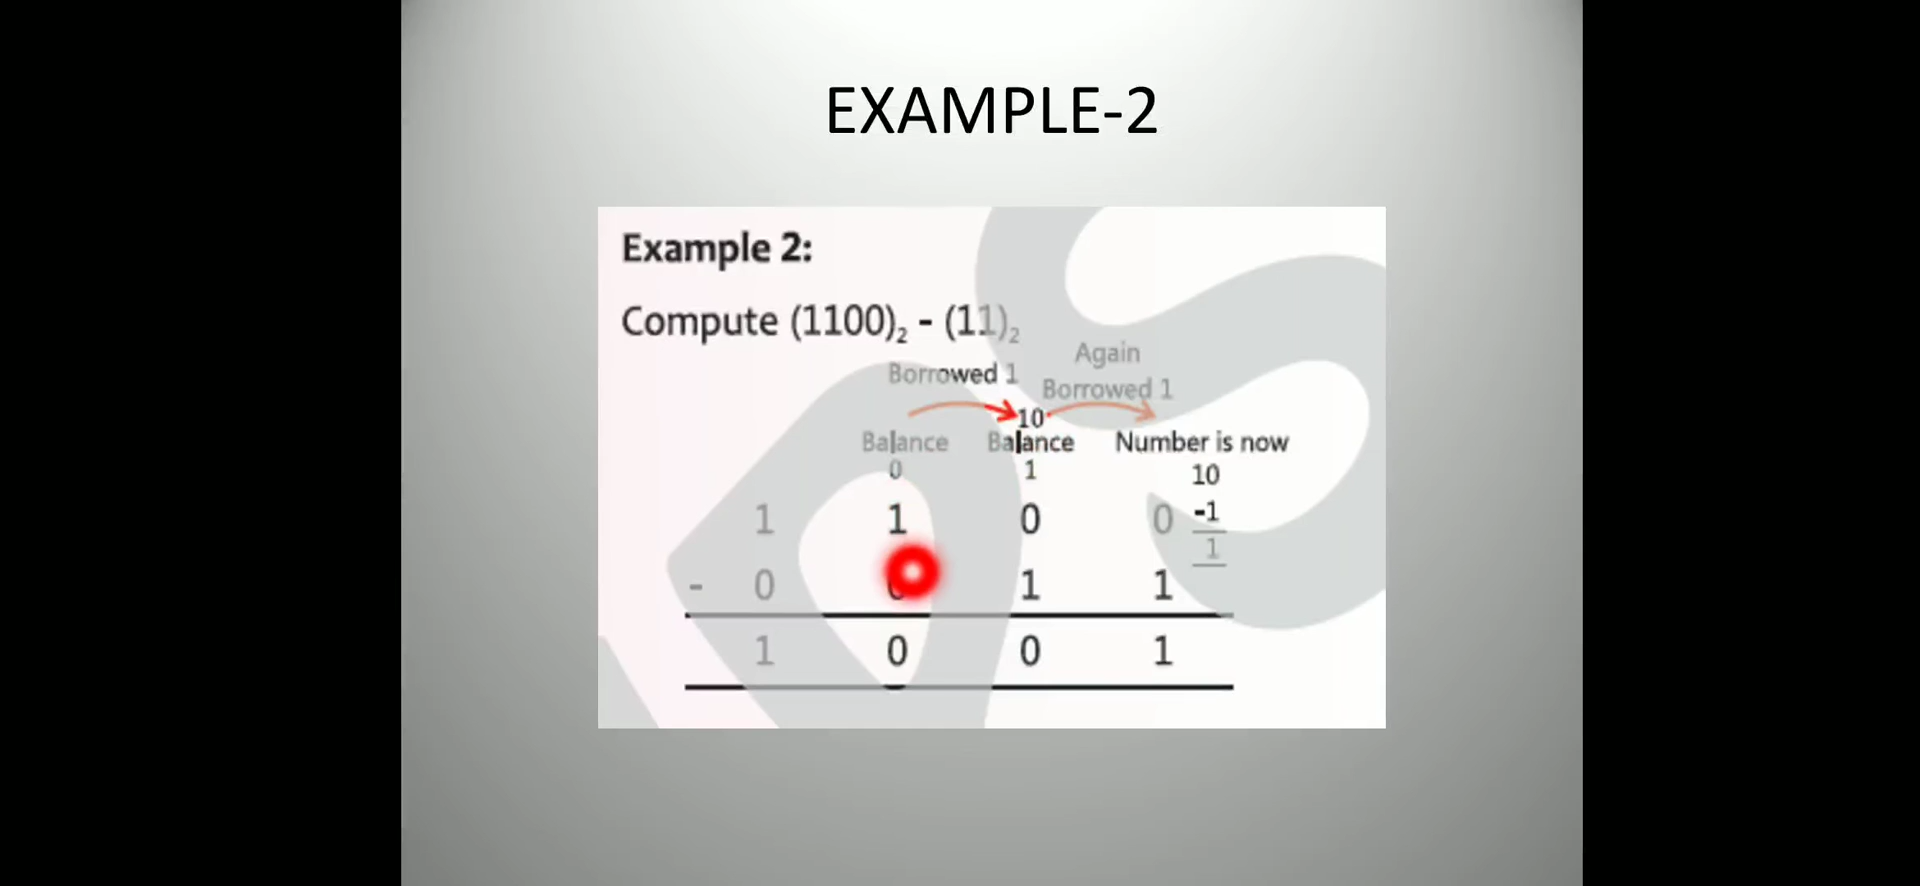 EXAMPLE-2
Example 2:
Compute (1100)₂ - (11)₂
Again
Borrowed 1 Borrowed 1
10
Balance Balance Number is now
0 1 10
1 1 0 0 -1
1
- 0 0 1 1
1 0 0 1